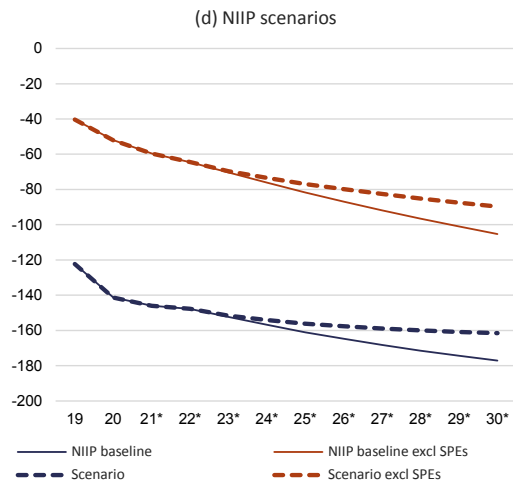 (d) NIIP scenarios
0
-20
-40
-60
-80
-100
-120
-140
-160
-180
-200
19 20 21* 22* 23* 24* 25* 26* 27* 28* 29* 30*
NIIP baseline NIIP baseline excl SPEs
Scenario Scenario excl SPEs